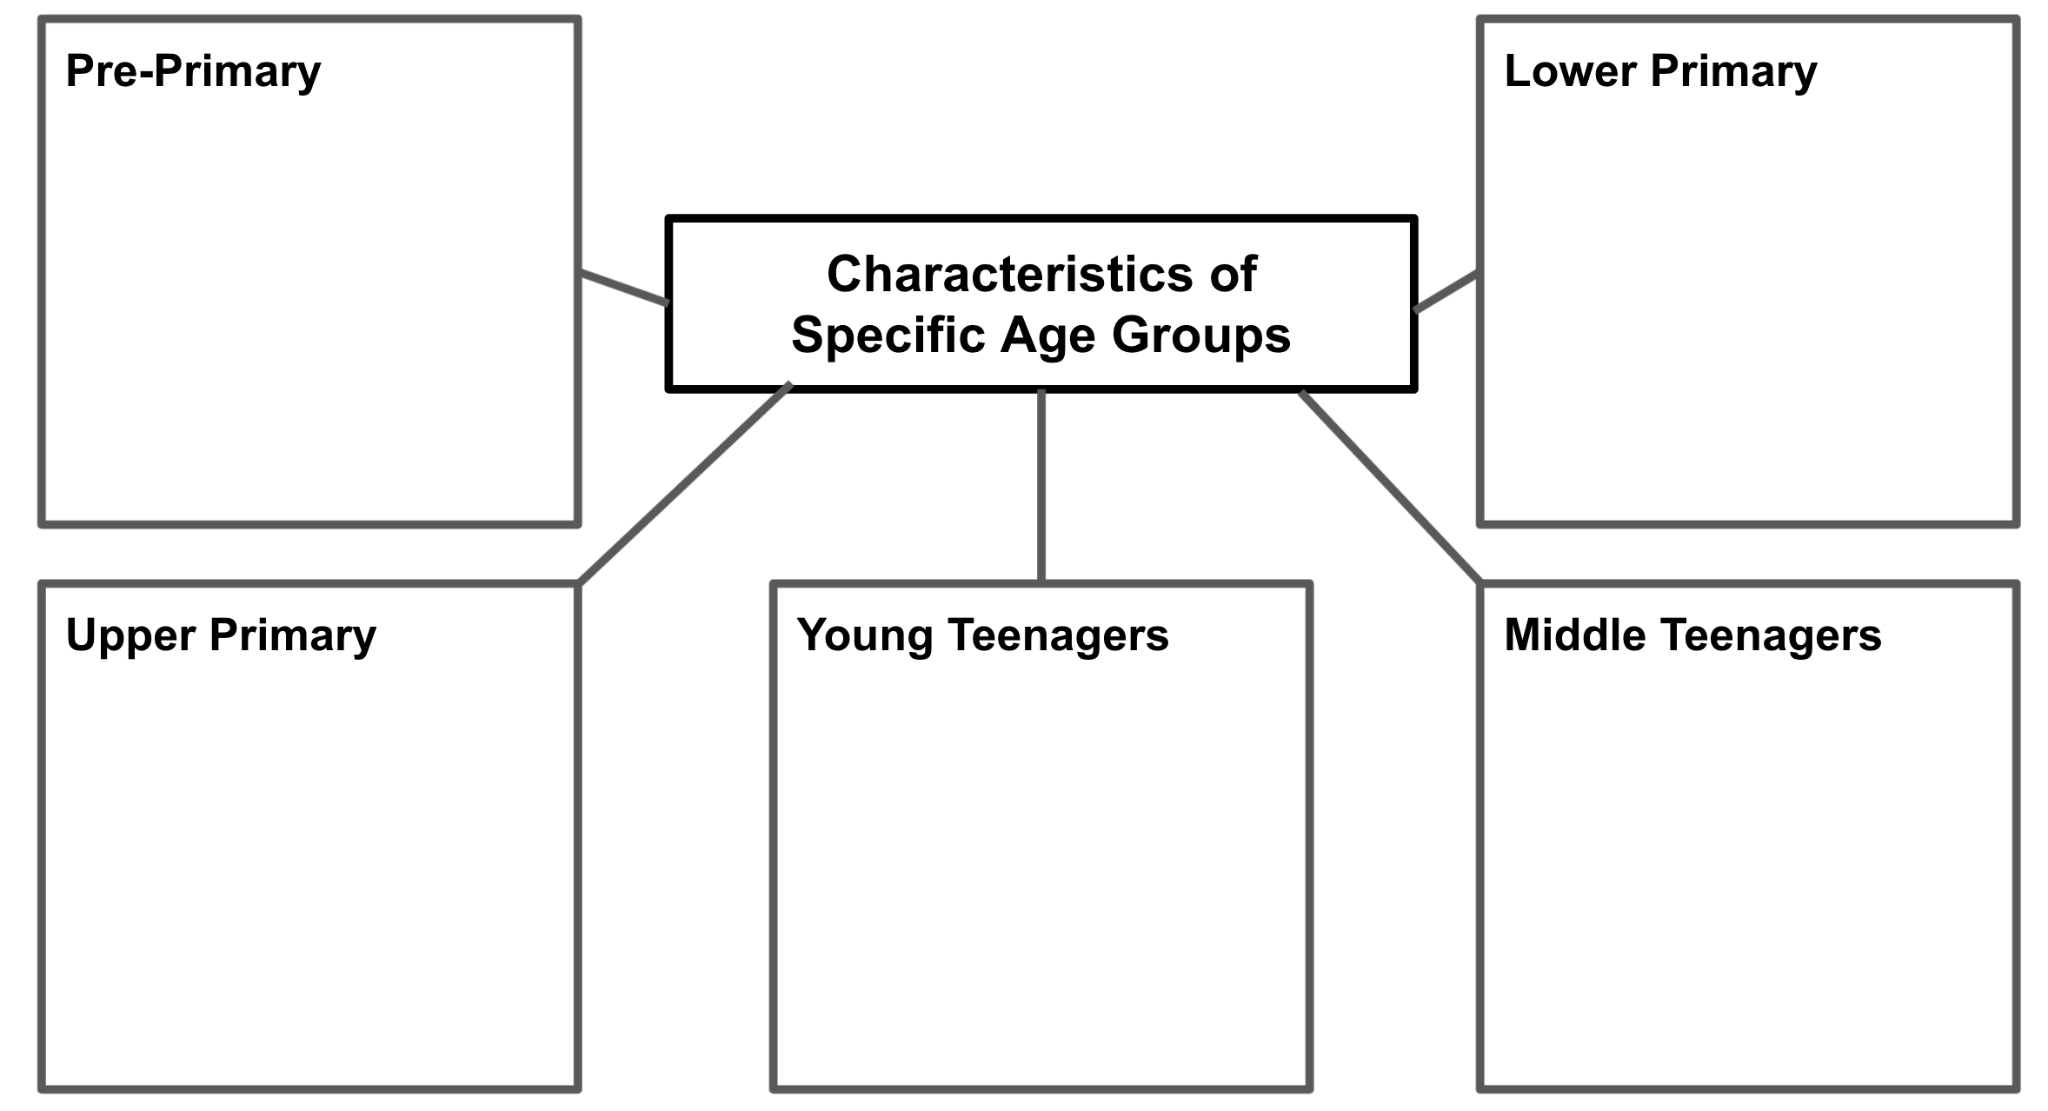 Pre-Primary
Lower Primary
Characteristics of
Specific Age Groups
Upper Primary
Young Teenagers
Middle Teenagers